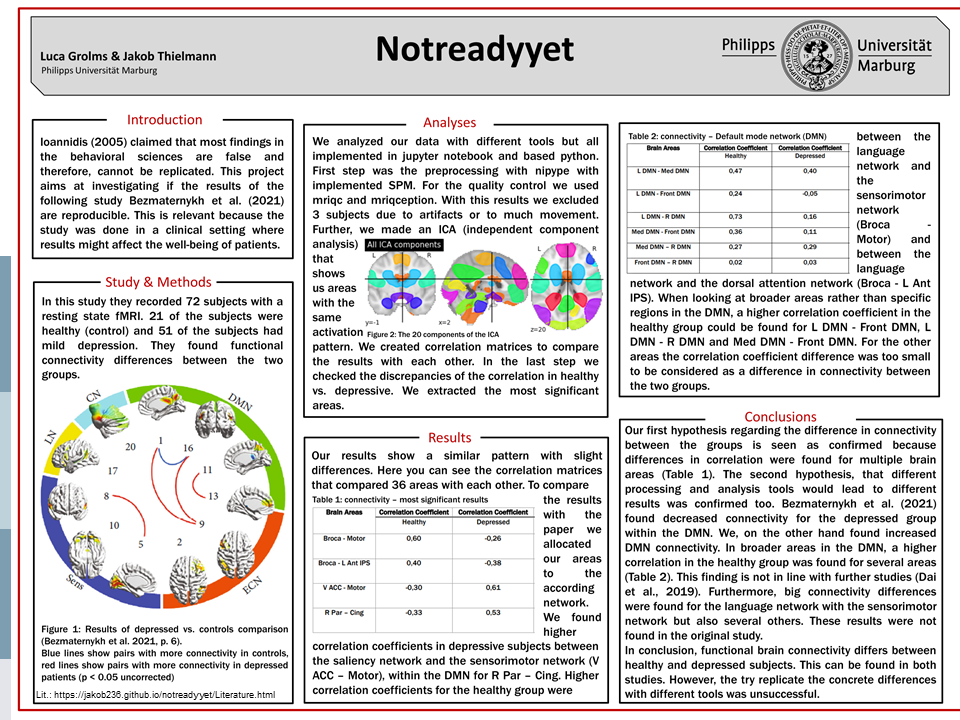 Luca Grolms & Jakob Thielmann
Philipps Universität Marburg
Notreadyyet
Philipps
Universität
Marburg
Introduction
Ioannidis (2005) claimed that most findings in
the behavioral sciences are false and
therefore, cannot be replicated. This project
aims at investigating if the results of the
following study Bezmaternykh et al. (2021)
are reproducible. This is relevant because the
study was done in a clinical setting where
results might affect the well-being of patients.
Study & Methods
In this study they recorded 72 subjects with a
resting state fMRI. 21 of the subjects were
healthy (control) and 51 of the subjects had
mild depression. They found functional
connectivity differences between the two
groups.
CN
DMN
LN
ECN
Sens
1
20
16
17
11
8
13
10
9
5
2
Figure 1: Results of depressed vs. controls comparison
(Bezmaternykh et al. 2021, p. 6).
Blue lines show pairs with more connectivity in controls,
red lines show pairs with more connectivity in depressed
patients (p < 0.05 uncorrected)
Lit.: https://jakob236.github.io/notreadyyet/Literature.html
Analyses
We analyzed our data with different tools but all
implemented in jupyter notebook and based python.
First step was the preprocessing with nipype with
implemented SPM. For the quality control we used
mriqc and mriqception. With this results we excluded
3 subjects due to artifacts or to much movement.
Further, we made an ICA (independent component
analysis)
that
shows
us areas
with the
same
activation
All ICA components
L R
L R
y=-1
x=2
z=20
Figure 2: The 20 components of the ICA
pattern. We created correlation matrices to compare
the results with each other. In the last step we
checked the discrepancies of the correlation in healthy
vs. depressive. We extracted the most significant
areas.
Results
Our results show a similar pattern with slight
differences. Here you can see the correlation matrices
that compared 36 areas with each other. To compare
Table 1: connectivity – most significant results
Brain Areas Correlation Coefficient Correlation Coefficient
Healthy Depressed
Broca - Motor 0,60 -0,26
Broca - L Ant IPS 0,40 -0,38
V ACC - Motor -0,30 0,61
R Par – Cing -0,33 0,53
the results
with the
paper we
allocated
our areas
to the
according
network.
We found
higher
correlation coefficients in depressive subjects between
the saliency network and the sensorimotor network (V
ACC – Motor), within the DMN for R Par – Cing. Higher
correlation coefficients for the healthy group were
Table 2: connectivity – Default mode network (DMN)
Brain Areas Correlation Coefficient Correlation Coefficient
Healthy Depressed
L DMN - Med DMN 0,47 0,40
L DMN - Front DMN 0,24 -0,05
L DMN - R DMN 0,73 0,16
Med DMN - Front DMN 0,36 0,11
Med DMN – R DMN 0,27 0,29
Front DMN – R DMN 0,02 0,03
between the
language
network and
the
sensorimotor
network
(Broca -
Motor) and
between the
language
network and the dorsal attention network (Broca - L Ant
IPS). When looking at broader areas rather than specific
regions in the DMN, a higher correlation coefficient in the
healthy group could be found for L DMN - Front DMN, L
DMN - R DMN and Med DMN - Front DMN. For the other
areas the correlation coefficient difference was too small
to be considered as a difference in connectivity between
the two groups.
Conclusions
Our first hypothesis regarding the difference in connectivity
between the groups is seen as confirmed because
differences in correlation were found for multiple brain
areas (Table 1). The second hypothesis, that different
processing and analysis tools would lead to different
results was confirmed too. Bezmaternykh et al. (2021)
found decreased connectivity for the depressed group
within the DMN. We, on the other hand found increased
DMN connectivity. In broader areas in the DMN, a higher
correlation in the healthy group was found for several areas
(Table 2). This finding is not in line with further studies (Dai
et al., 2019). Furthermore, big connectivity differences
were found for the language network with the sensorimotor
network but also several others. These results were not
found in the original study.
In conclusion, functional brain connectivity differs between
healthy and depressed subjects. This can be found in both
studies. However, the try replicate the concrete differences
with different tools was unsuccessful.